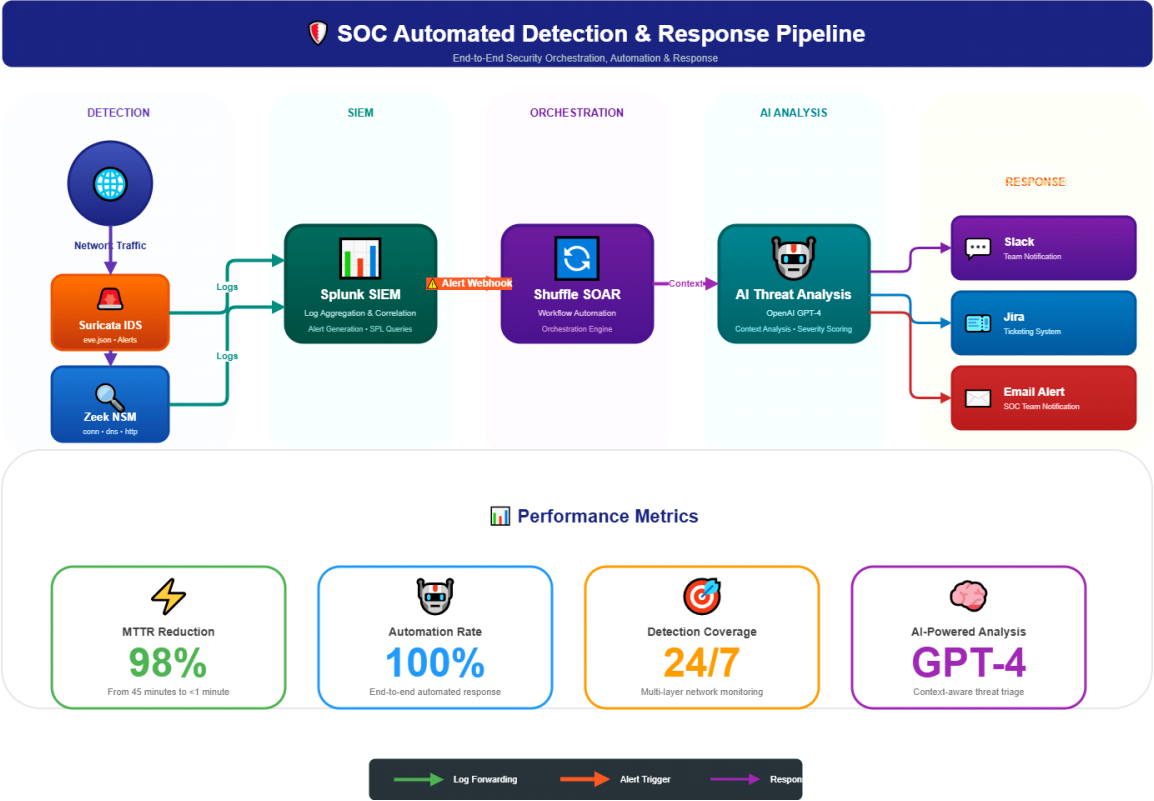 SOC Automated Detection & Response Pipeline
End-to-End Security Orchestration, Automation & Response
DETECTION
SIEM
ORCHESTRATION
AI ANALYSIS
RESPONSE
Network Traffic
Suricata IDS
eve.json • Alerts
Zeek NSM
conn • dns • http
Logs
Logs
Splunk SIEM
Log Aggregation & Correlation
Alert Generation • SPL Queries
Alert Webhook
Shuffle SOAR
Workflow Automation
Orchestration Engine
Context
AI Threat Analysis
OpenAI GPT-4
Context Analysis • Severity Scoring
Slack
Team Notification
Jira
Ticketing System
Email Alert
SOC Team Notification
Performance Metrics
MTTR Reduction
98%
From 45 minutes to <1 minute
Automation Rate
100%
End-to-end automated response
Detection Coverage
24/7
Multi-layer network monitoring
AI-Powered Analysis
GPT-4
Context-aware threat triage
Log Forwarding
Alert Trigger
Respon